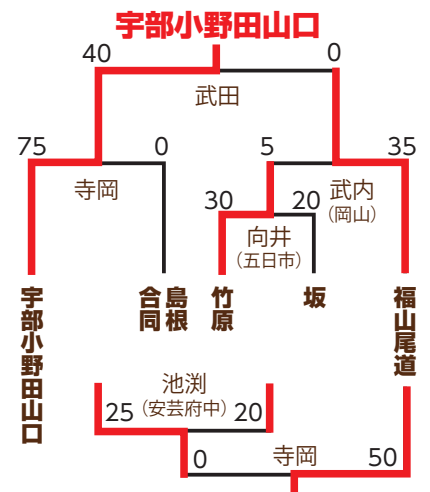 宇部小野田山口
40 0
武田
75 0 5 35
寺岡 武内
(岡山)
30 20
向井
(五日市)
宇部小野田山口 島根合同 竹原 坂 福山尾道
池渕
(安芸府中)
25 20
寺岡
0 50